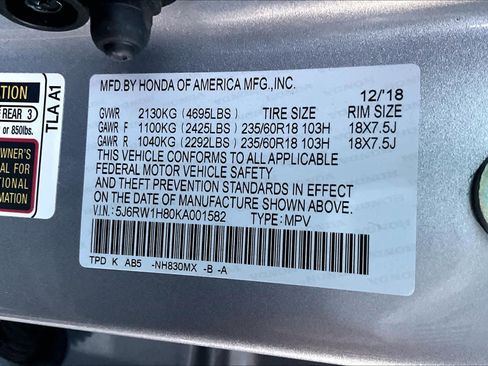 MFD.BY HONDA OF AMERICA MFG.,INC.
12/'18
GVWR 2130KG (4695LBS) TIRE SIZE RIM SIZE
GAWR F 1100KG (2425LBS) 235/60R18 103H 18X7.5J
GAWR R 1040KG (2292LBS) 235/60R18 103H 18X7.5J
THIS VEHICLE CONFORMS TO ALL APPLICABLE
FEDERAL MOTOR VEHICLE SAFETY
AND THEFT PREVENTION STANDARDS IN EFFECT
ON THE DATE OF MANUFACTURE SHOWN ABOVE.
V.I.N.: 5J6RW1H80KA001582 TYPE: MPV
TPD K AB5 -NH830MX -B -A
TLA A1
REAR 3
or 850lbs.
OWNER'S
AL FOR
TIONAL
RMATION